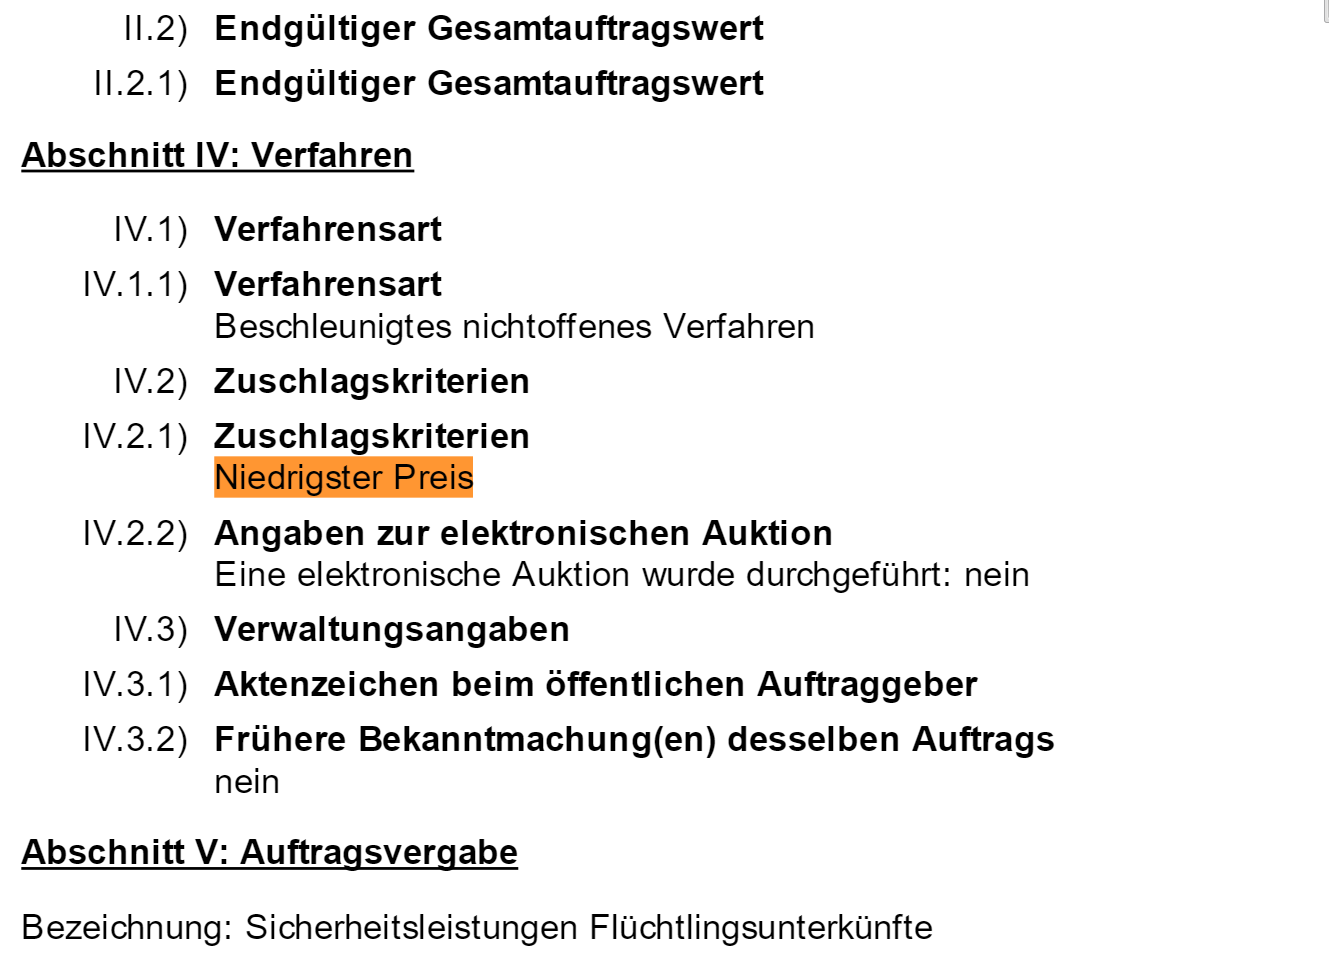 II.2) Endgültiger Gesamtauftragswert
II.2.1) Endgültiger Gesamtauftragswert
Abschnitt IV: Verfahren
IV.1) Verfahrensart
IV.1.1) Verfahrensart
Beschleunigtes nichtoffenes Verfahren
IV.2) Zuschlagskriterien
IV.2.1) Zuschlagskriterien
Niedrigster Preis
IV.2.2) Angaben zur elektronischen Auktion
Eine elektronische Auktion wurde durchgeführt: nein
IV.3) Verwaltungsangaben
IV.3.1) Aktenzeichen beim öffentlichen Auftraggeber
IV.3.2) Frühere Bekanntmachung(en) desselben Auftrags
nein
Abschnitt V: Auftragsvergabe
Bezeichnung: Sicherheitsleistungen Flüchtlingsunterkünfte